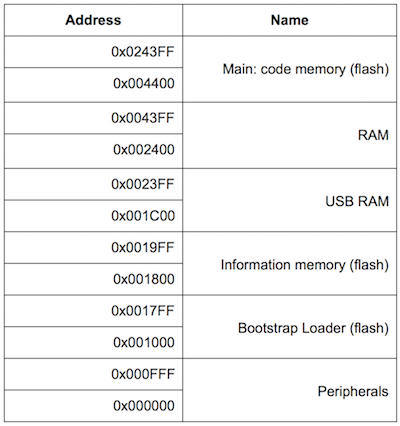 Address Name
0x0243FF
Main: code memory (flash)
0x004400
0x0043FF
RAM
0x002400
0x0023FF
USB RAM
0x001C00
0x0019FF
Information memory (flash)
0x001800
0x0017FF
Bootstrap Loader (flash)
0x001000
0x000FFF
Peripherals
0x000000